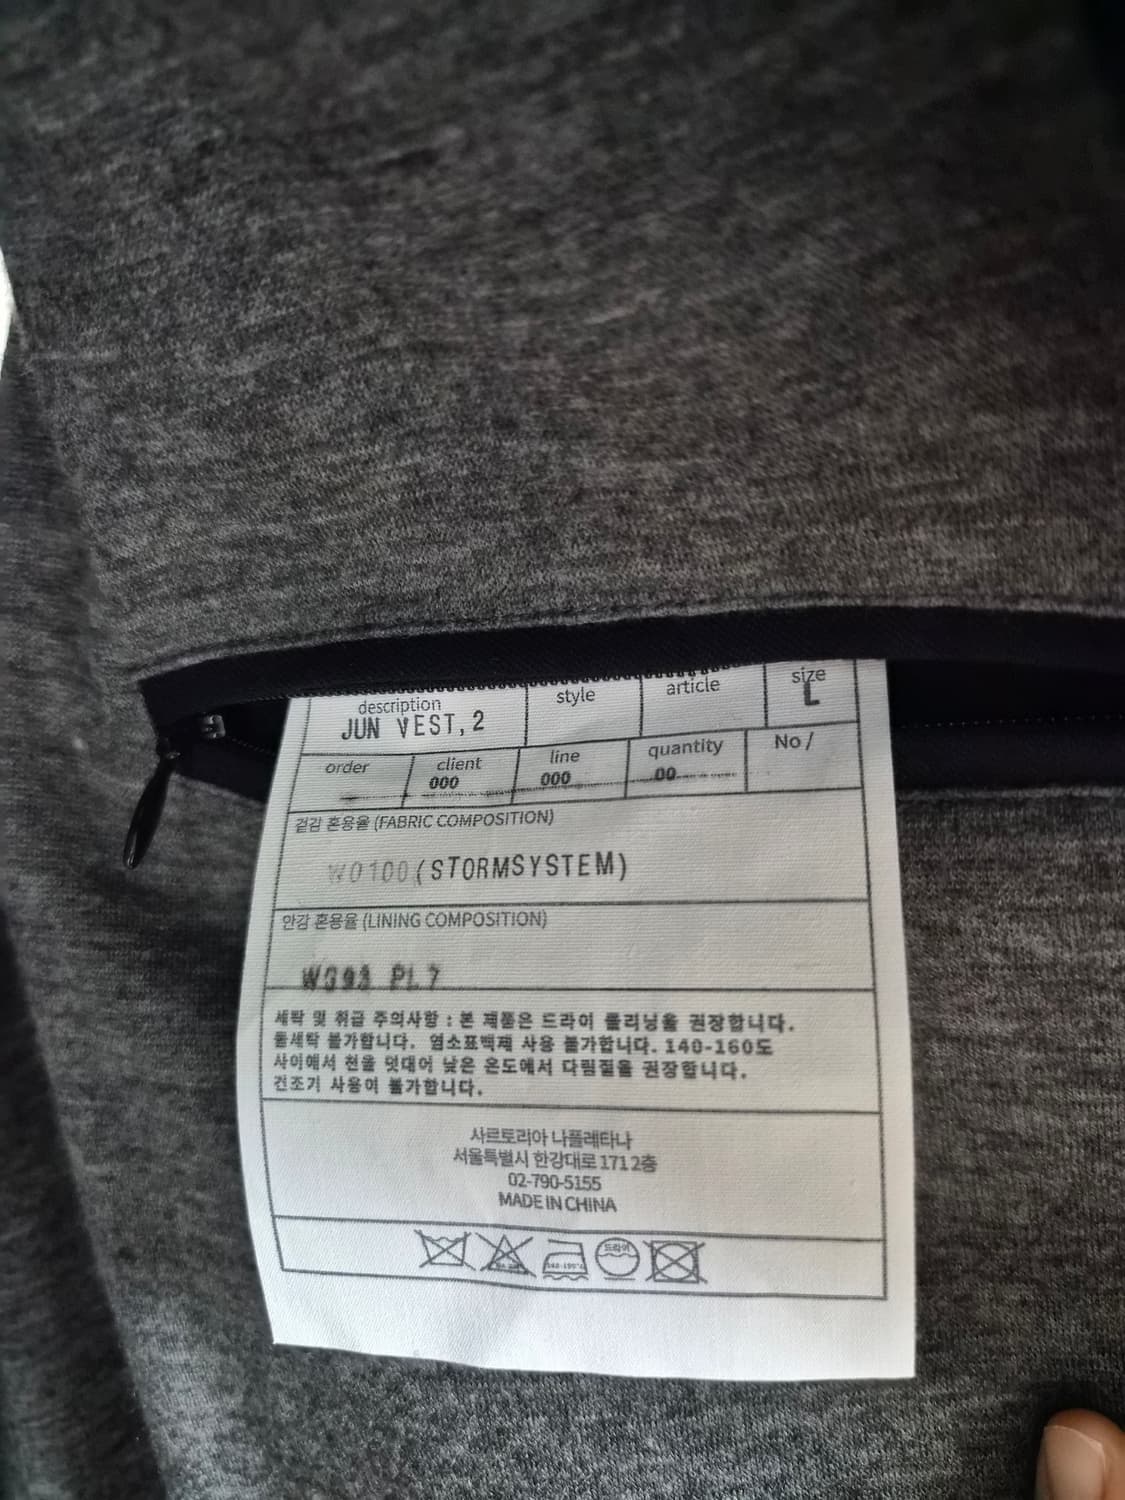 description style article size
JUN VEST,2 L
order client line quantity No /
000 000 00
겉감 혼용율 (FABRIC COMPOSITION)
WO100(STORMSYSTEM)
안감 혼용율 (LINING COMPOSITION)
PL7
세탁 및 취급 주의사항 : 본 제품은 드라이 클리닝을 권장합니다.
물세탁 불가합니다. 염소표백제 사용 불가합니다. 140-160도
사이에서 천을 덧대어 낮은 온도에서 다림질을 권장합니다.
건조기 사용이 불가합니다.
사르토리아 나폴레타나
서울특별시 한강대로 171 2층
02-790-5155
MADE IN CHINA
드라이